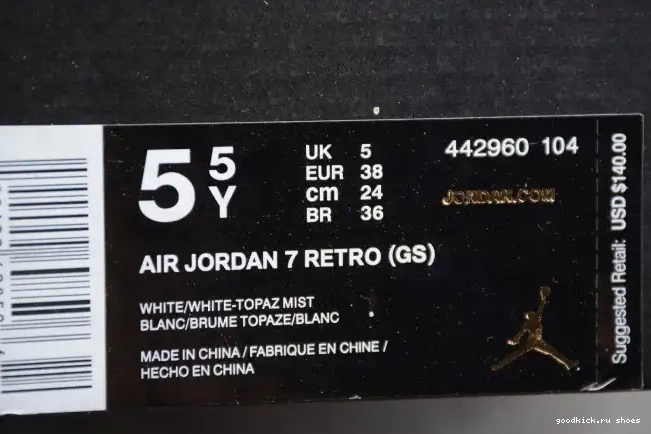 5 5Y
UK 5
EUR 38
cm 24
BR 36
442960 104
JORDAN.COM
Suggested Retail: USD $140.00
AIR JORDAN 7 RETRO (GS)
WHITE/WHITE-TOPAZ MIST
BLANC/BRUME TOPAZE/BLANC
MADE IN CHINA / FABRIQUE EN CHINE /
HECHO EN CHINA
goodkick.ru shoes